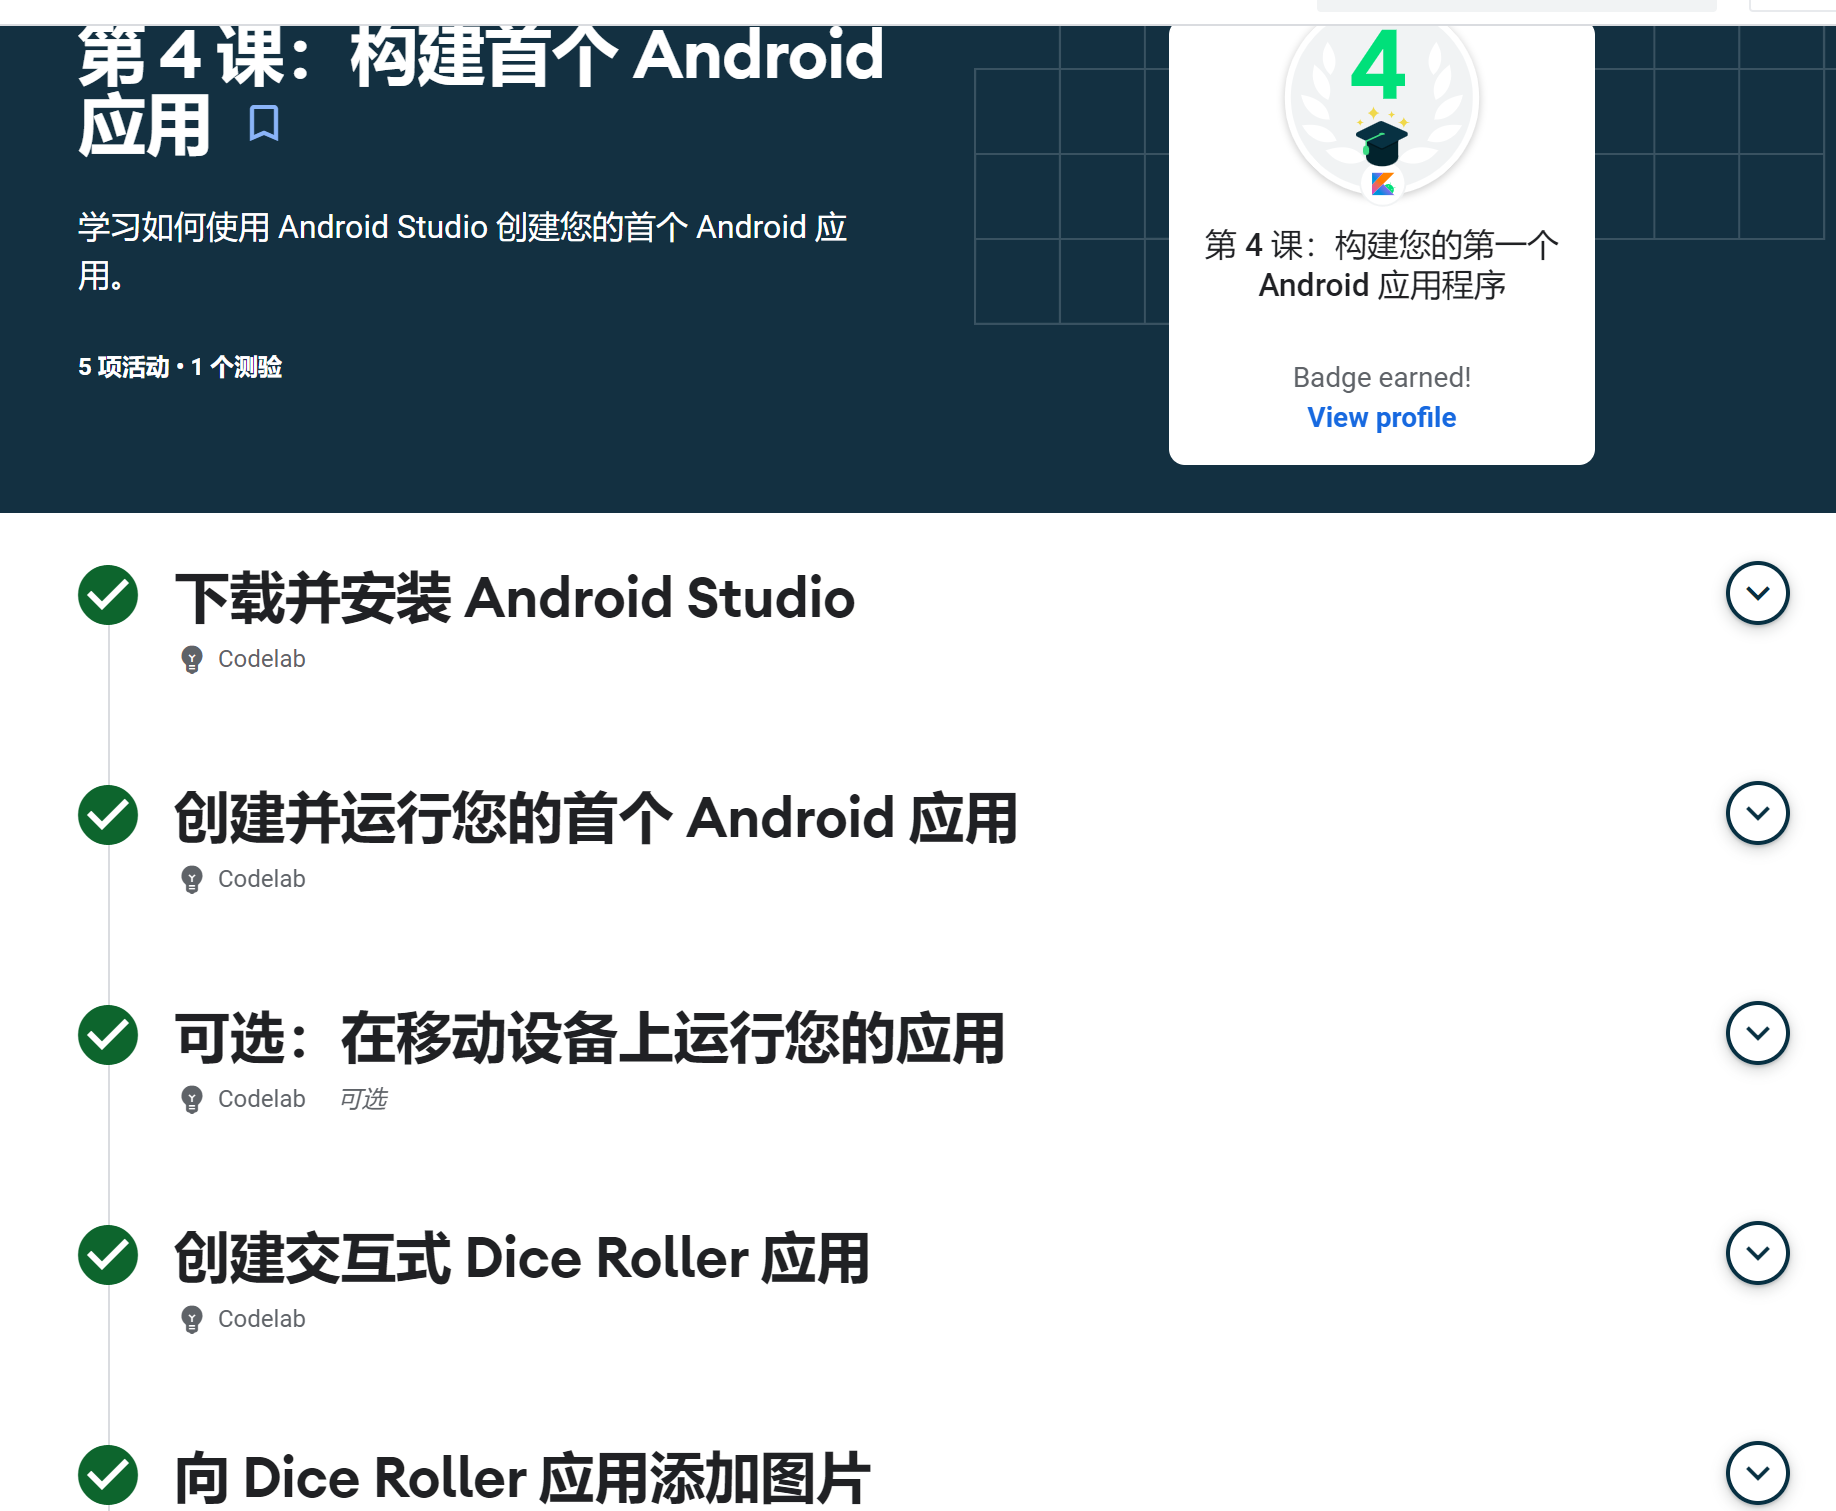 第 4 课：构建首个 Android
应用
学习如何使用 Android Studio 创建您的首个 Android 应
用。
5 项活动 • 1 个测验
4
第 4 课：构建您的第一个
Android 应用程序
Badge earned!
View profile
下载并安装 Android Studio
Codelab
创建并运行您的首个 Android 应用
Codelab
可选：在移动设备上运行您的应用
Codelab 可选
创建交互式 Dice Roller 应用
Codelab
向 Dice Roller 应用添加图片